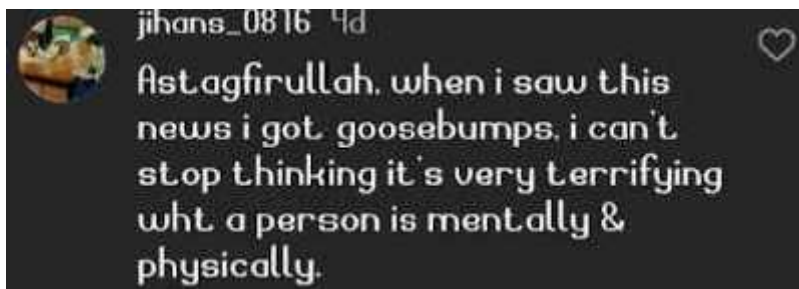 jihans_0816 4d
Astagfirullah. when i saw this
news i got goosebumps. i can't
stop thinking it's very terrifying
wht a person is mentally &
physically.